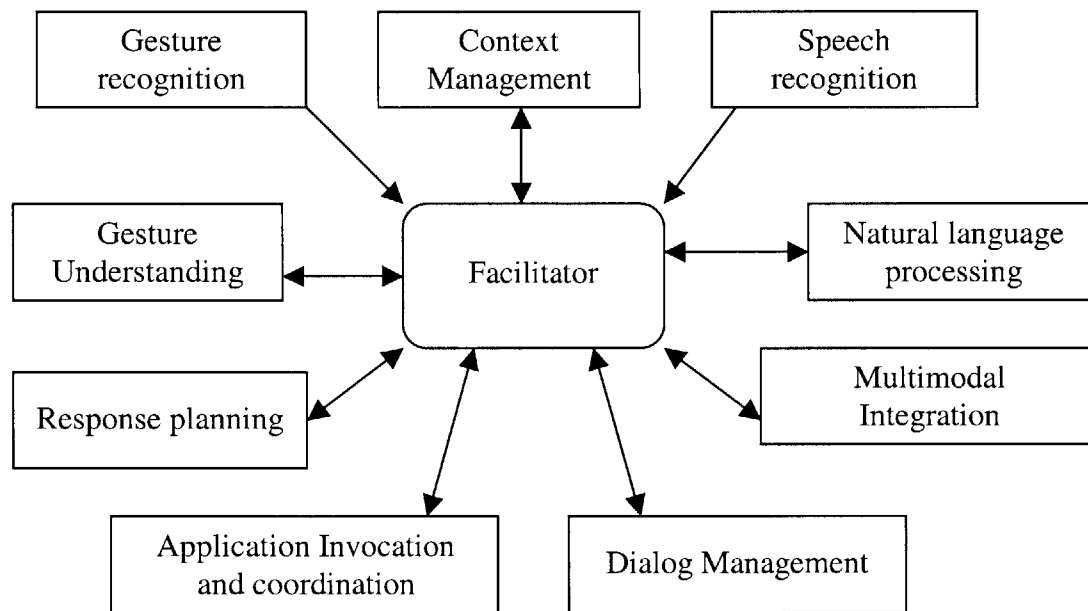 Gesture
recognition
Context
Management
Speech
recognition
Gesture
Understanding
Facilitator
Natural language
processing
Response planning
Multimodal
Integration
Application Invocation
and coordination
Dialog Management